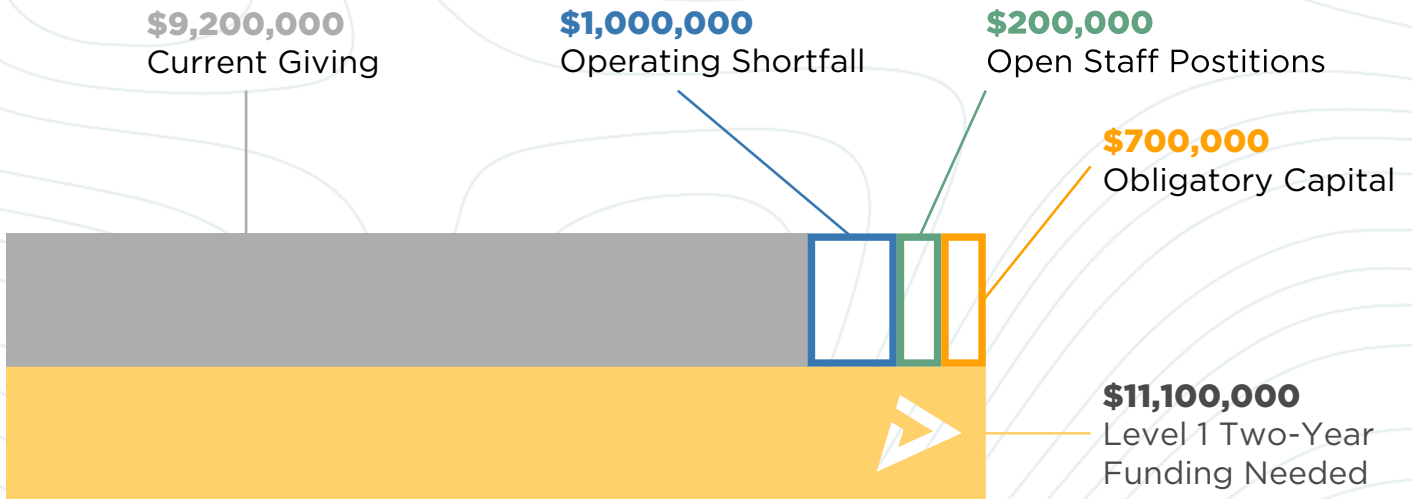 $9,200,000
Current Giving
$1,000,000
Operating Shortfall
$200,000
Open Staff Postitions
$700,000
Obligatory Capital
$11,100,000
Level 1 Two-Year
Funding Needed